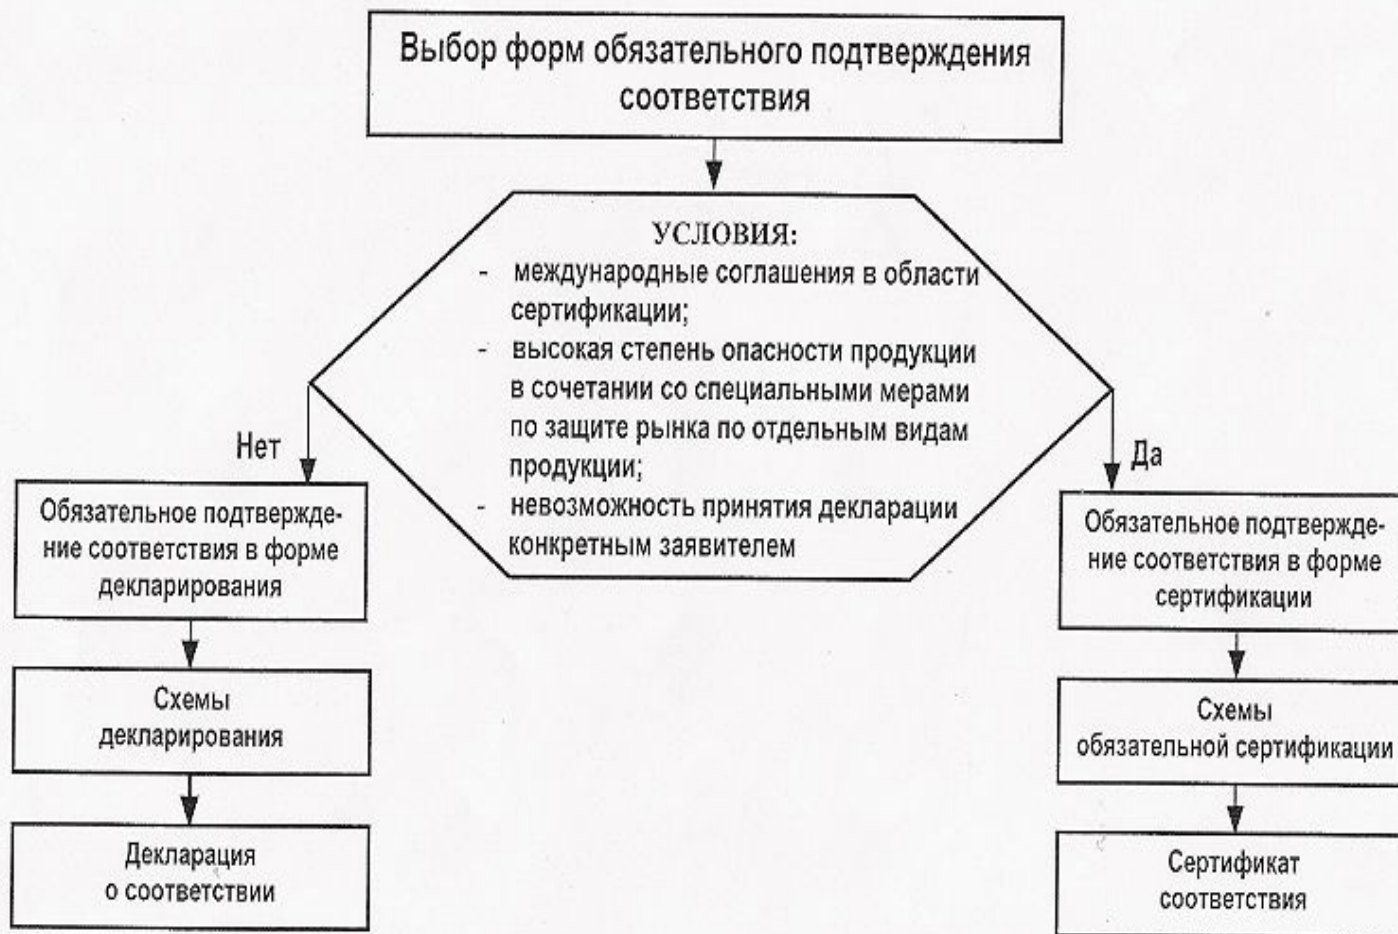 Выбор форм обязательного подтверждения
соответствия
УСЛОВИЯ:
- международные соглашения в области
сертификации;
- высокая степень опасности продукции
в сочетании со специальными мерами
по защите рынка по отдельным видам
продукции;
- невозможность принятия декларации
конкретным заявителем
Нет
Обязательное подтвержде-
ние соответствия в форме
декларирования
Схемы
декларирования
Декларация
о соответствии
Да
Обязательное подтвержде-
ние соответствия в форме
сертификации
Схемы
обязательной сертификации
Сертификат
соответствия